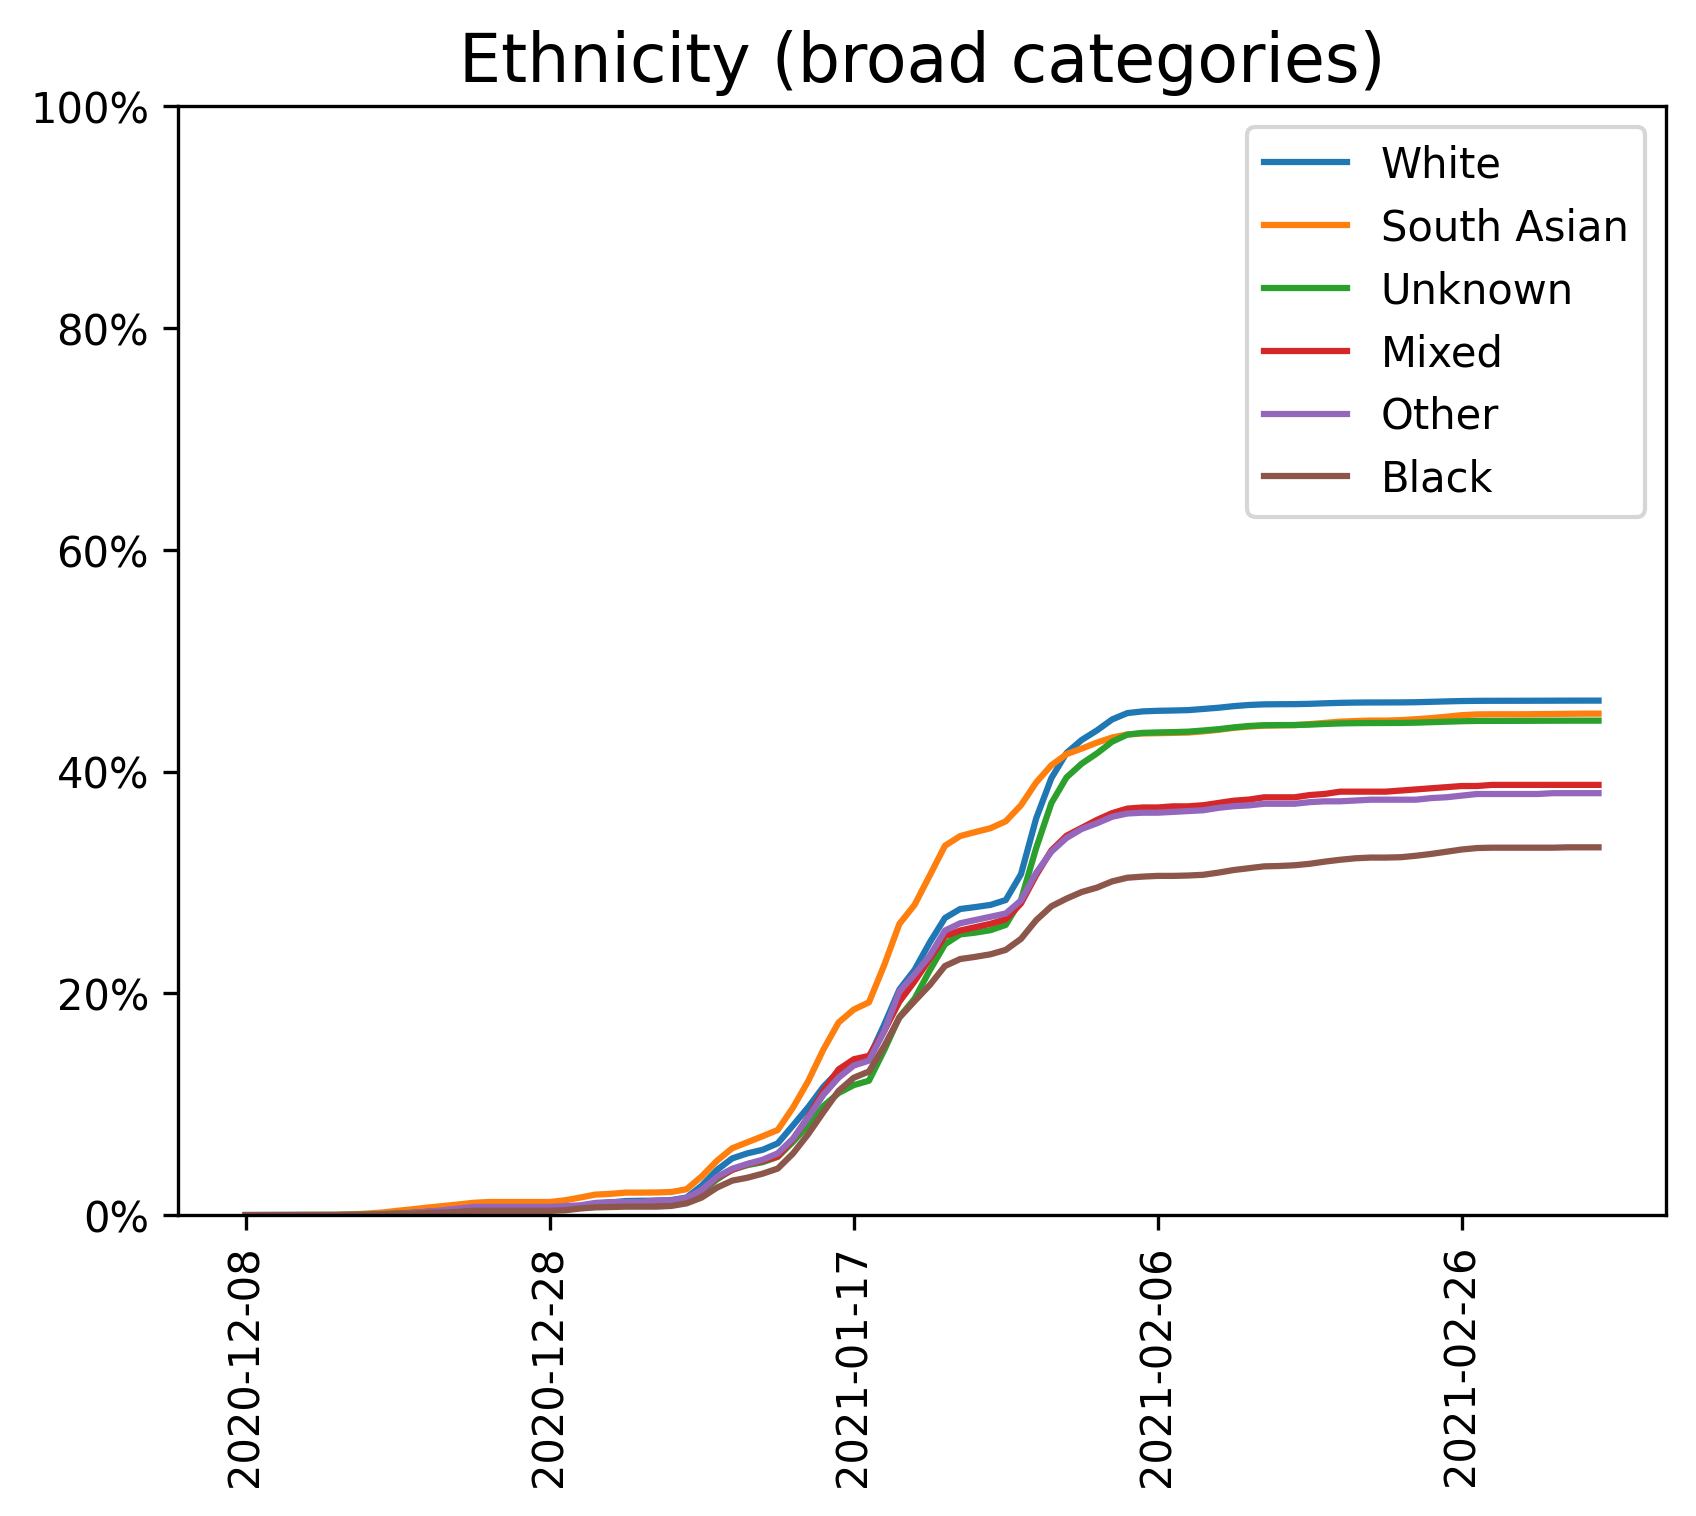 Ethnicity (broad categories)
100%
80%
60%
40%
20%
0%
White
South Asian
Unknown
Mixed
Other
Black
2020-12-08
2020-12-28
2021-01-17
2021-02-06
2021-02-26